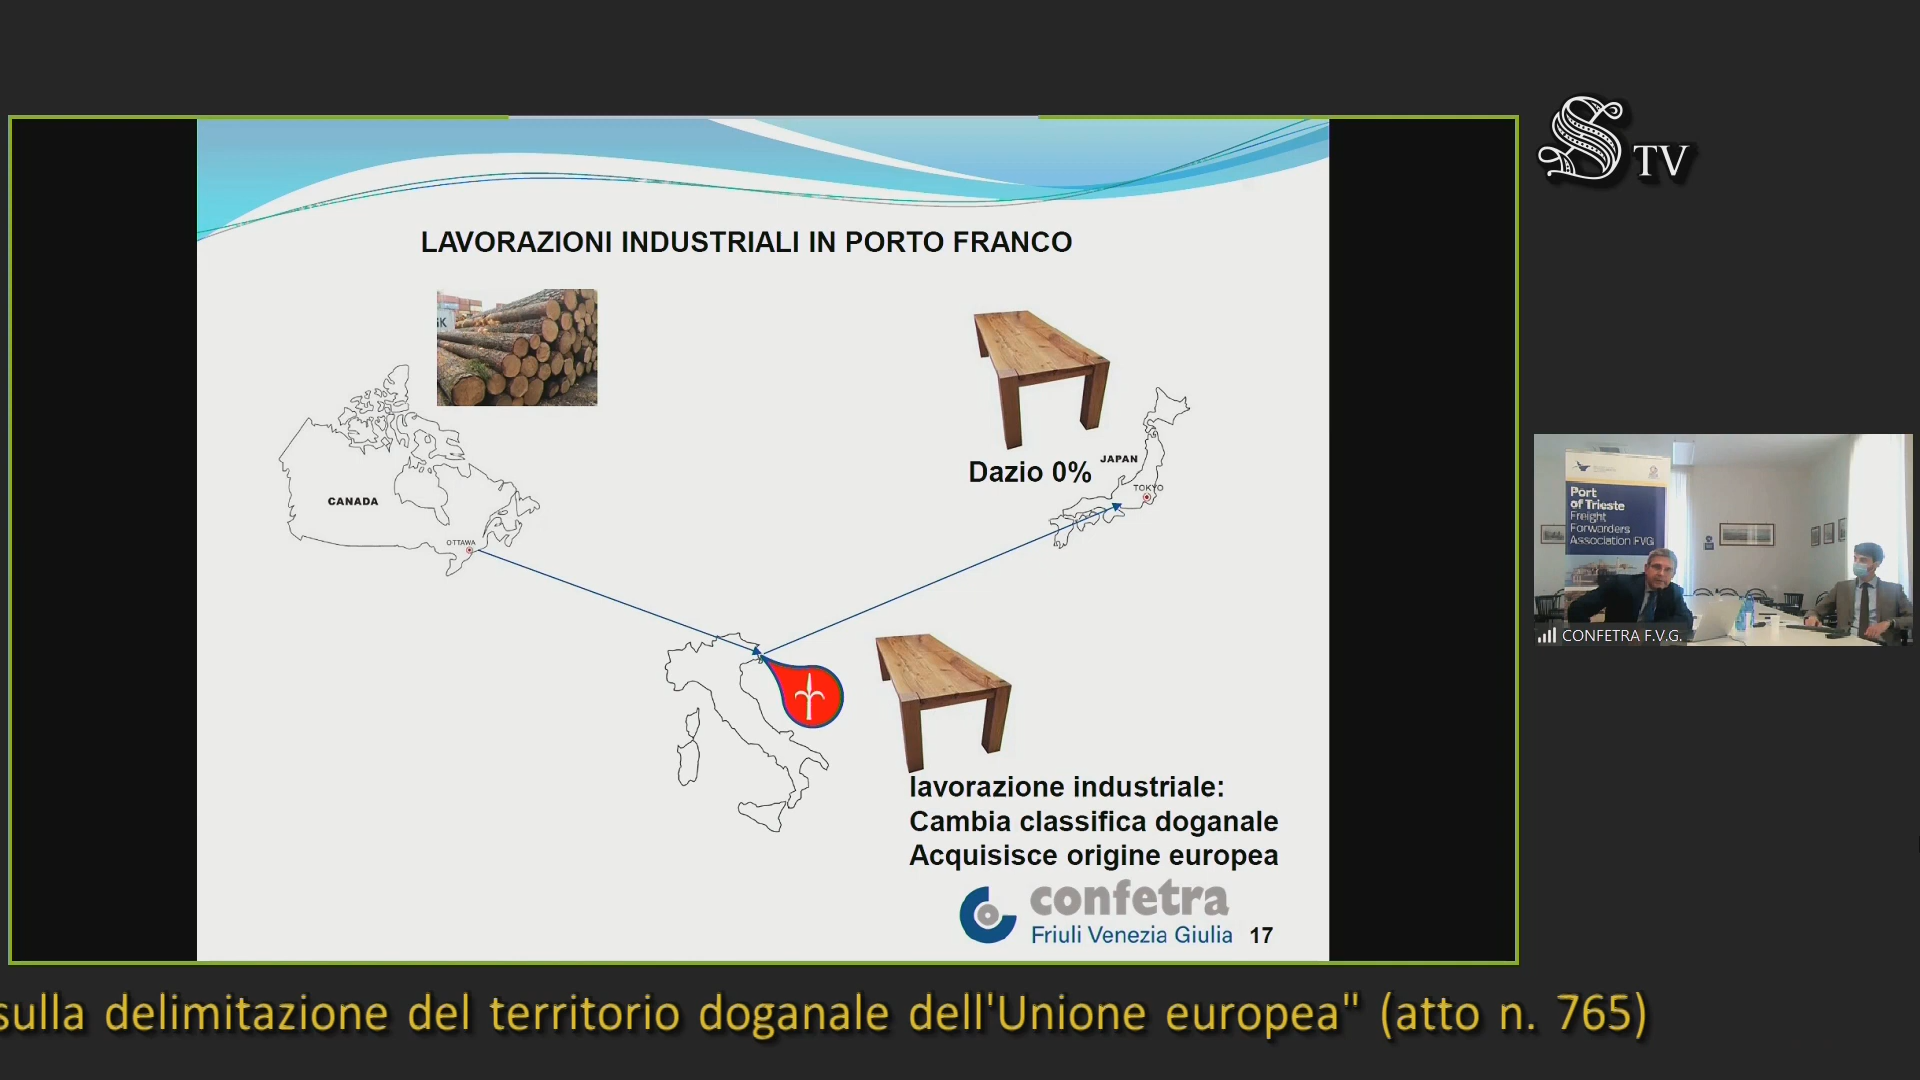 TV
LAVORAZIONI INDUSTRIALI IN PORTO FRANCO
GK
CANADA
OTTAWA
Dazio 0%
JAPAN
TOKYO
lavorazione industriale:
Cambia classifica doganale
Acquisisce origine europea
confetra
Friuli Venezia Giulia
17
Port
of Trieste
Freight
Forwarders
Association FVG
CONFETRA F.V.G.
sulla delimitazione del territorio doganale dell'Unione europea" (atto n. 765)